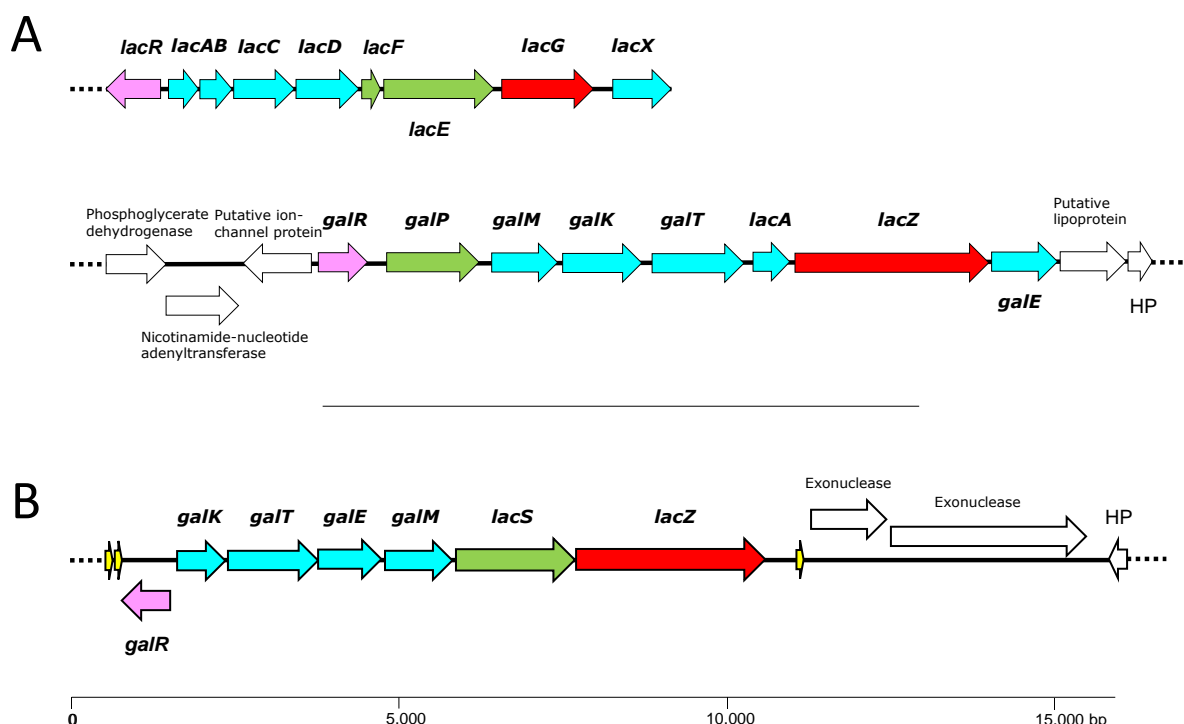 A
lacR lacAB lacC lacD lacF lacG lacX
lacE
Phosphoglycerate
dehydrogenase
Putative ion-
channel protein
galR galP galM galK galT lacA lacZ
Putative
lipoprotein
galE
HP
Nicotinamide-nucleotide
adenyltransferase
B
galK galT galE galM lacS lacZ
Exonuclease
Exonuclease
HP
galR
0 5.000 10.000 15.000 bp